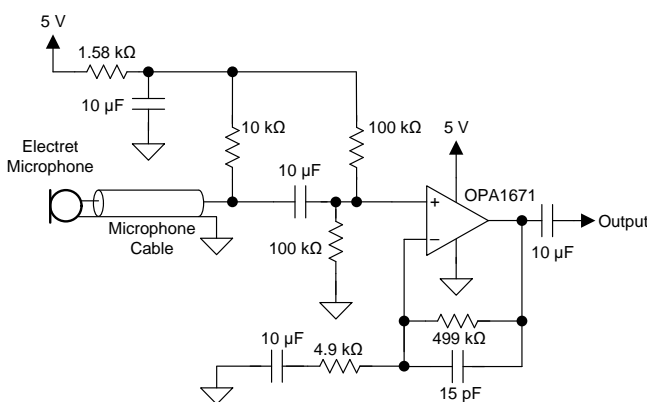 5 V
1.58 kΩ
10 µF
10 kΩ
100 kΩ
5 V
Electret
Microphone
10 µF
OPA1671
+
Output
Microphone
Cable
100 kΩ
−
10 µF
10 µF
4.9 kΩ
499 kΩ
15 pF